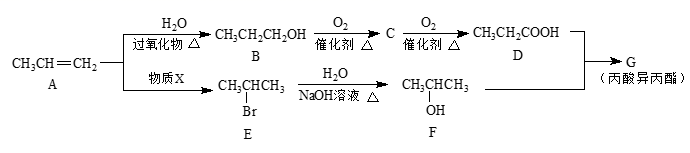 H₂O O₂ O₂
CH₃CH₂CH₂OH C CH₃CH₂COOH
过氧化物 △ 催化剂 △ 催化剂 △
B D
CH₃CH=CH₂ G
A (丙酸异丙酯)
物质X H₂O
CH₃CHCH₃ CH₃CHCH₃
NaOH溶液 △
Br OH
E F